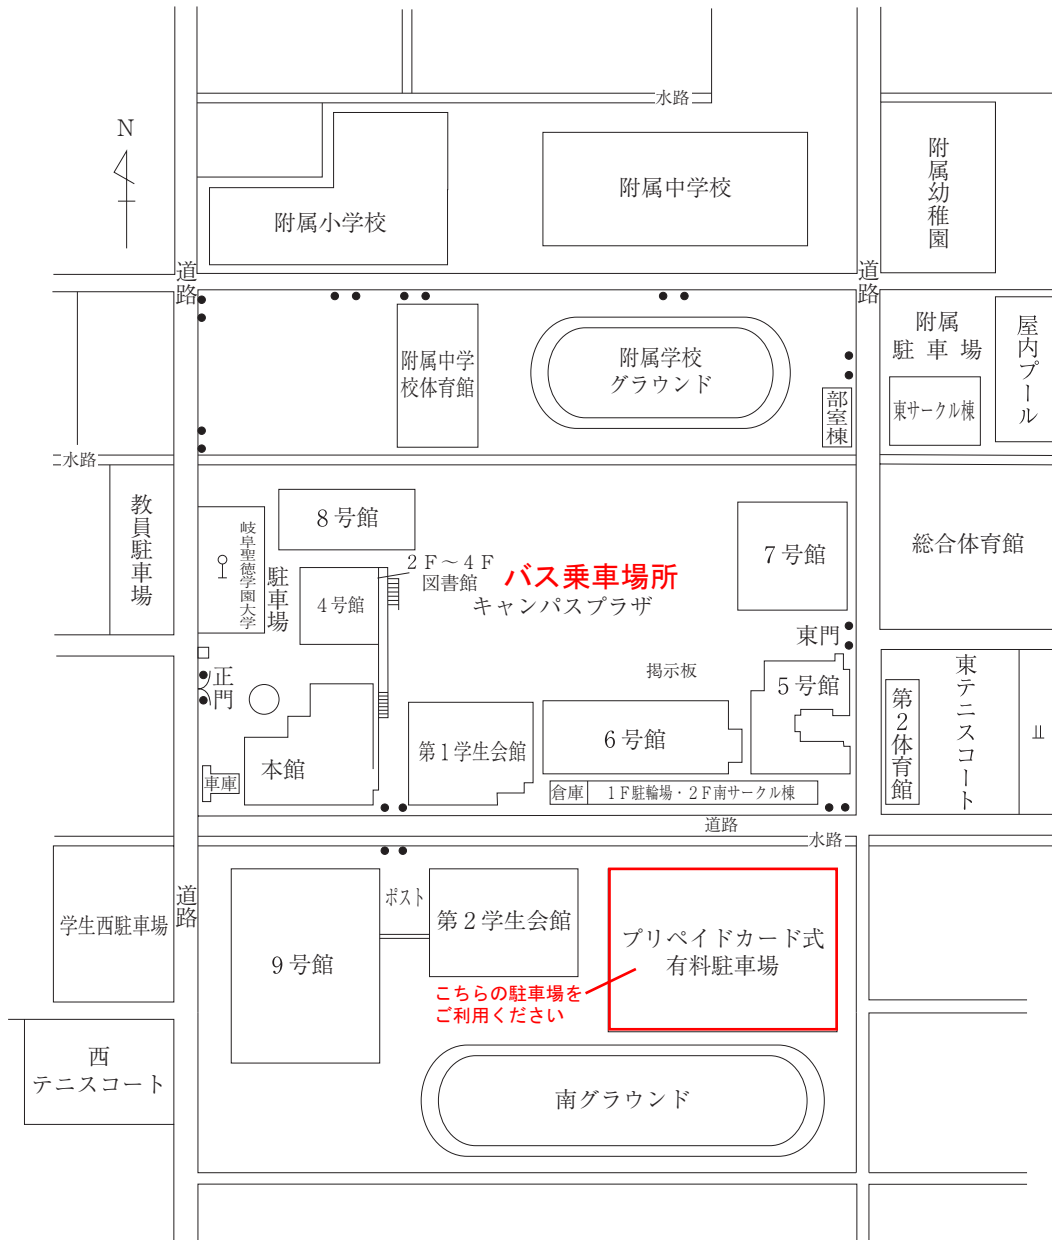 水路
N
附属小学校
附属中学校
附属幼稚園
道路
道路
附属中学
校体育館
附属学校
グラウンド
部室棟
附属
駐車場
東サークル棟
屋内プール
水路
教員駐車場
岐阜聖徳学園大学
駐車場
8号館
4号館
2F～4F
図書館
バス乗車場所
キャンパスプラザ
7号館
総合体育館
東門
掲示板
5号館
正門
車庫
本館
第1学生会館
6号館
倉庫
1F駐輪場・2F南サークル棟
第2体育館
東テニスコート
道路
水路
学生西駐車場
道路
9号館
ポスト
第2学生会館
プリペイドカード式
有料駐車場
こちらの駐車場を
ご利用ください
西
テニスコート
南グラウンド